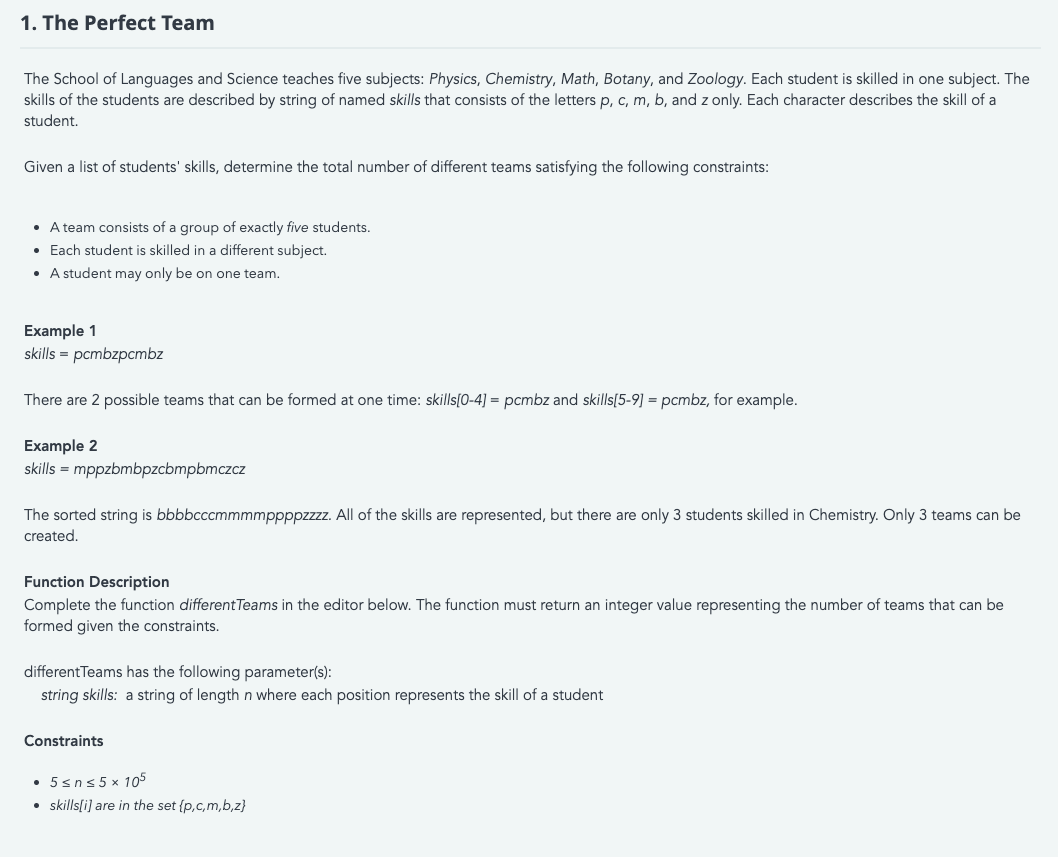 1. The Perfect Team
The School of Languages and Science teaches five subjects: Physics, Chemistry, Math, Botany, and Zoology. Each student is skilled in one subject. The
skills of the students are described by string of named skills that consists of the letters p, c, m, b, and z only. Each character describes the skill of a
student.
Given a list of students' skills, determine the total number of different teams satisfying the following constraints:
• A team consists of a group of exactly five students.
• Each student is skilled in a different subject.
• A student may only be on one team.
Example 1
skills = pcmbzpcmbz
There are 2 possible teams that can be formed at one time: skills[0-4] = pcmbz and skills[5-9] = pcmbz, for example.
Example 2
skills = mppzbmbpzcbmpbmczcz
The sorted string is bbbbcccmmmmppppzzzz. All of the skills are represented, but there are only 3 students skilled in Chemistry. Only 3 teams can be
created.
Function Description
Complete the function differentTeams in the editor below. The function must return an integer value representing the number of teams that can be
formed given the constraints.
differentTeams has the following parameter(s):
string skills: a string of length n where each position represents the skill of a student
Constraints
• 5 ≤ n ≤ 5 × 10⁵
• skills[i] are in the set {p,c,m,b,z}